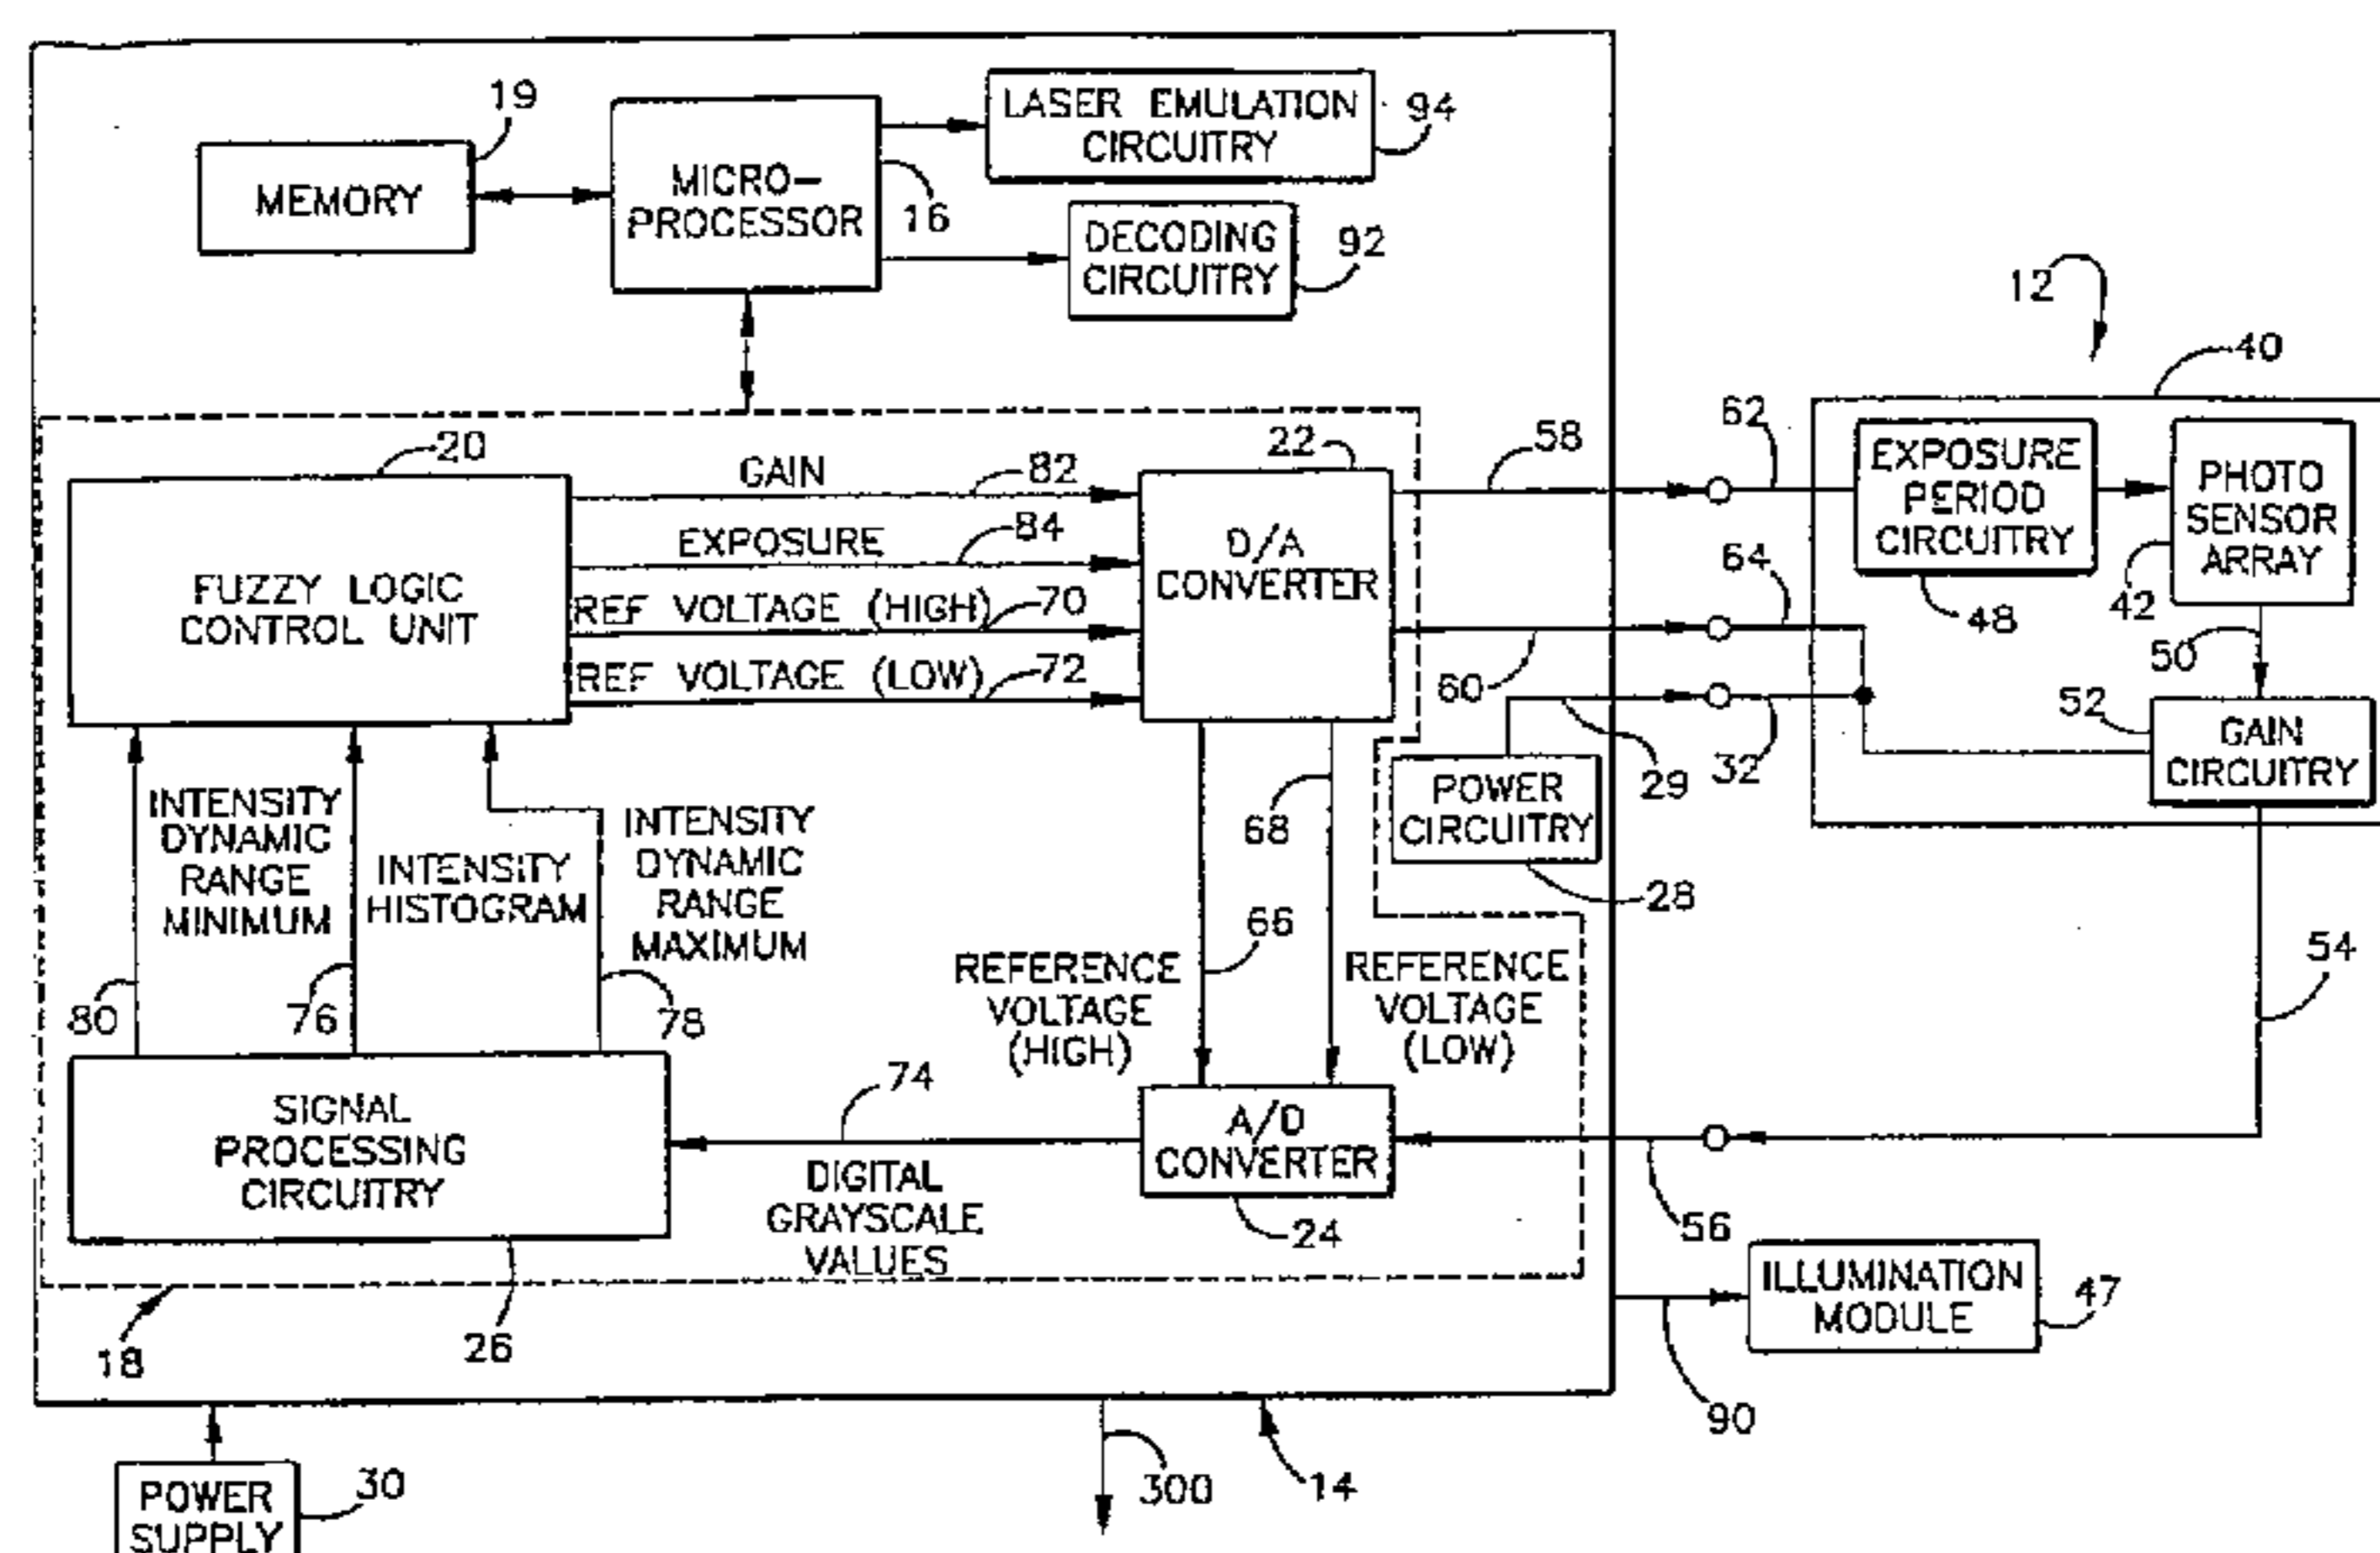 19
MEMORY
MICRO-
PROCESSOR
16
LASER EMULATION
CIRCUITRY
94
DECODING
CIRCUITRY
92
12
40
20
FUZZY LOGIC
CONTROL UNIT
GAIN
82
EXPOSURE
84
REF VOLTAGE (HIGH)
70
REF VOLTAGE (LOW)
72
22
D/A
CONVERTER
58
62
EXPOSURE
PERIOD
CIRCUITRY
48
PHOTO
SENSOR
ARRAY
42
64
60
50
52
GAIN
CIRCUITRY
29
32
POWER
CIRCUITRY
28
INTENSITY
DYNAMIC
RANGE
MINIMUM
INTENSITY
HISTOGRAM
INTENSITY
DYNAMIC
RANGE
MAXIMUM
80
76
78
68
66
REFERENCE
VOLTAGE
(HIGH)
REFERENCE
VOLTAGE
(LOW)
54
SIGNAL
PROCESSING
CIRCUITRY
26
74
DIGITAL
GRAYSCALE
VALUES
A/D
CONVERTER
24
56
ILLUMINATION
MODULE
47
90
18
POWER
SUPPLY
30
300
14